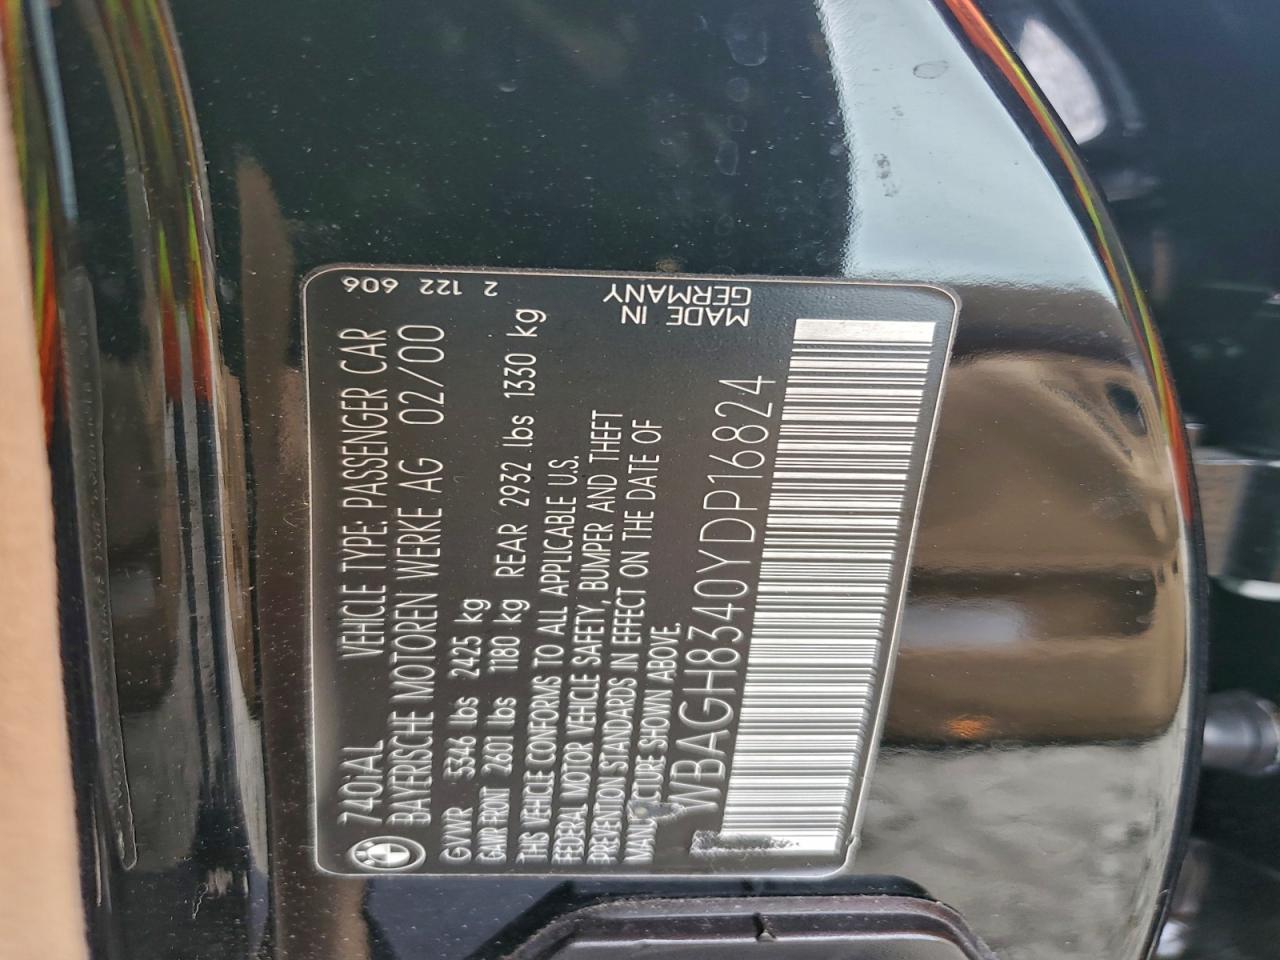 740iAL VEHICLE TYPE: PASSENGER CAR 606
BAYERISCHE MOTOREN WERKE AG 02/00 122
GVWR 5346 lbs 2425 kg 2
GAWR FRONT 2601 lbs 1180 kg REAR 2932 lbs 1330 kg
THIS VEHICLE CONFORMS TO ALL APPLICABLE U.S.
FEDERAL MOTOR VEHICLE SAFETY, BUMPER AND THEFT
PREVENTION STANDARDS IN EFFECT ON THE DATE OF
MANUFACTURE SHOWN ABOVE.
MADE IN
GERMANY
WBAGH8340YDP16824